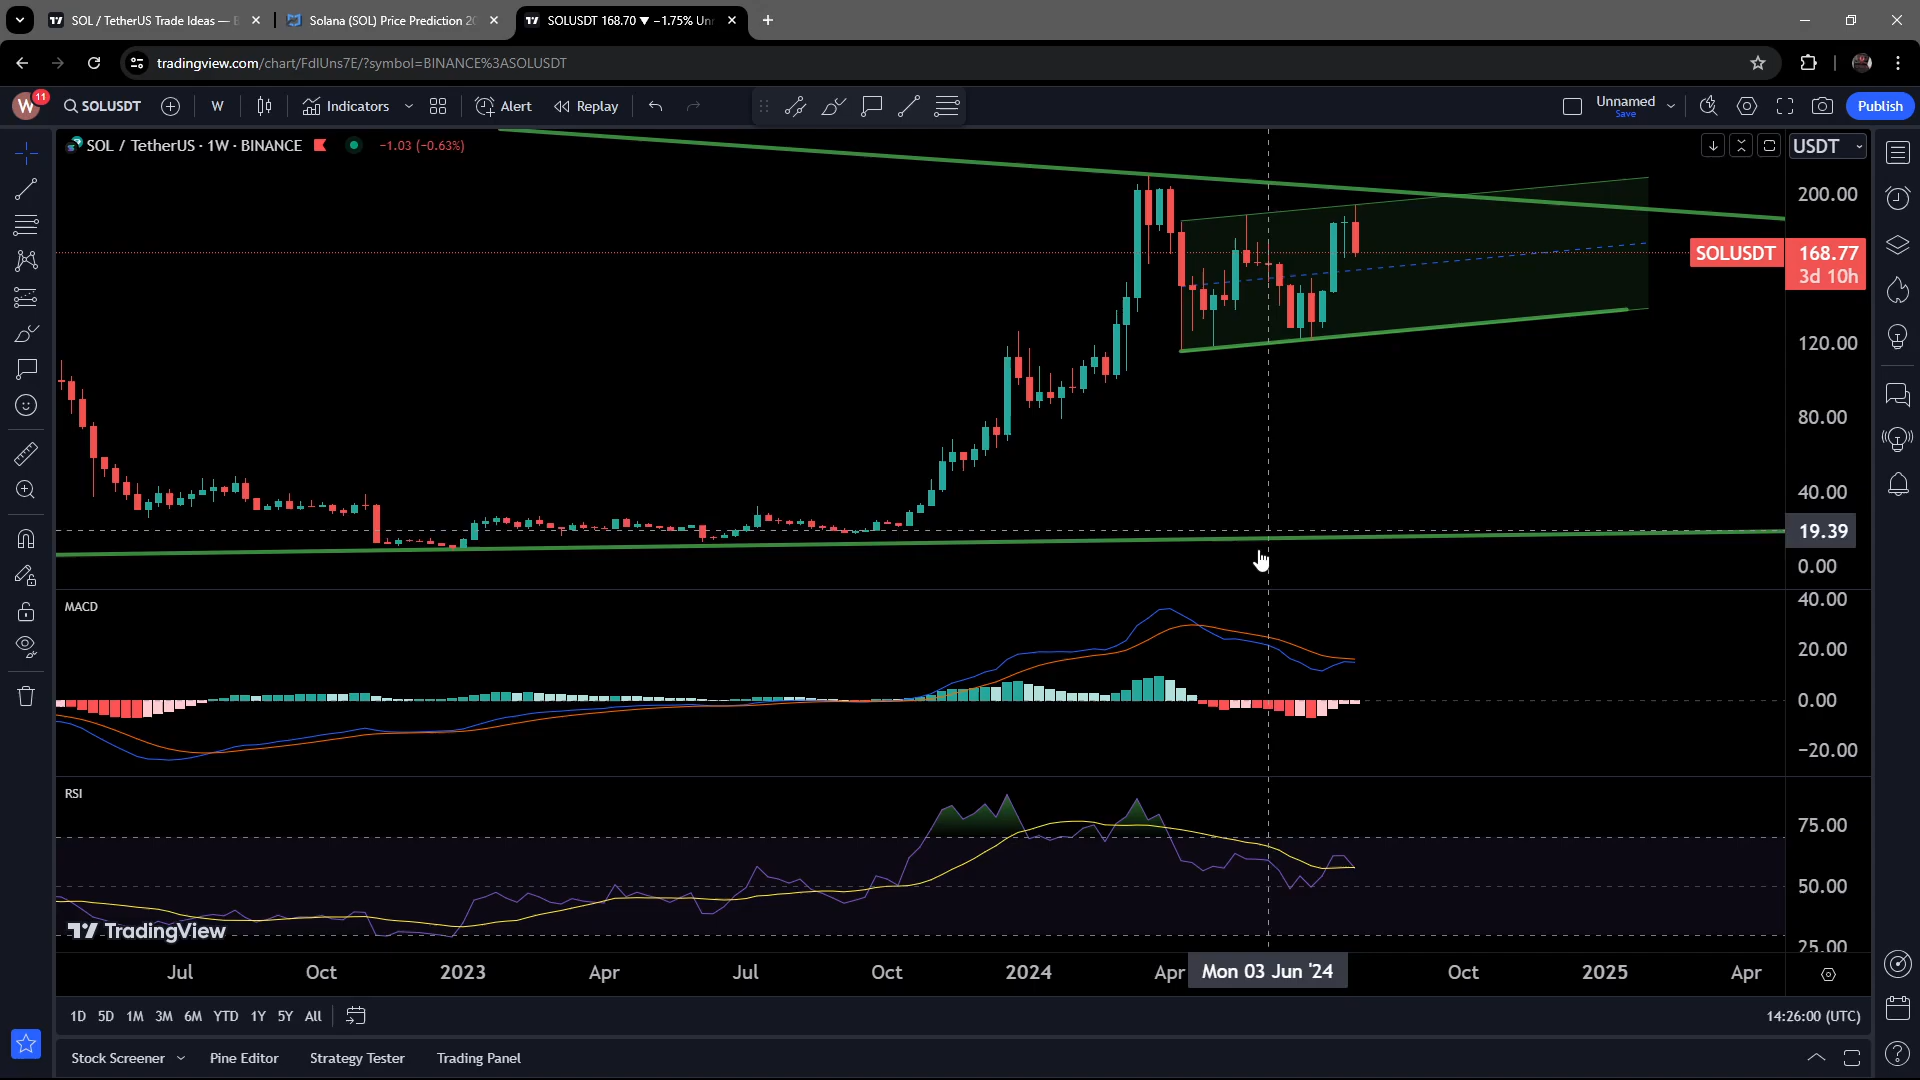 SOL / TetherUS Trade Ideas — B
Solana (SOL) Price Prediction 20
SOLUSDT 168.70 ▼ −1.75% Unn
tradingview.com/chart/FdIUns7E/?symbol=BINANCE%3ASOLUSDT
W 11
SOLUSDT
W
Indicators
Alert
Replay
Unnamed
Save
Publish
SOL / TetherUS · 1W · BINANCE
−1.03 (−0.63%)
USDT
200.00
SOLUSDT 168.77
3d 10h
120.00
80.00
40.00
19.39
0.00
MACD
40.00
20.00
0.00
−20.00
RSI
75.00
50.00
25.00
TradingView
Jul Oct 2023 Apr Jul Oct 2024 Apr Mon 03 Jun '24 Oct 2025 Apr
1D 5D 1M 3M 6M YTD 1Y 5Y All
14:26:00 (UTC)
Stock Screener Pine Editor Strategy Tester Trading Panel